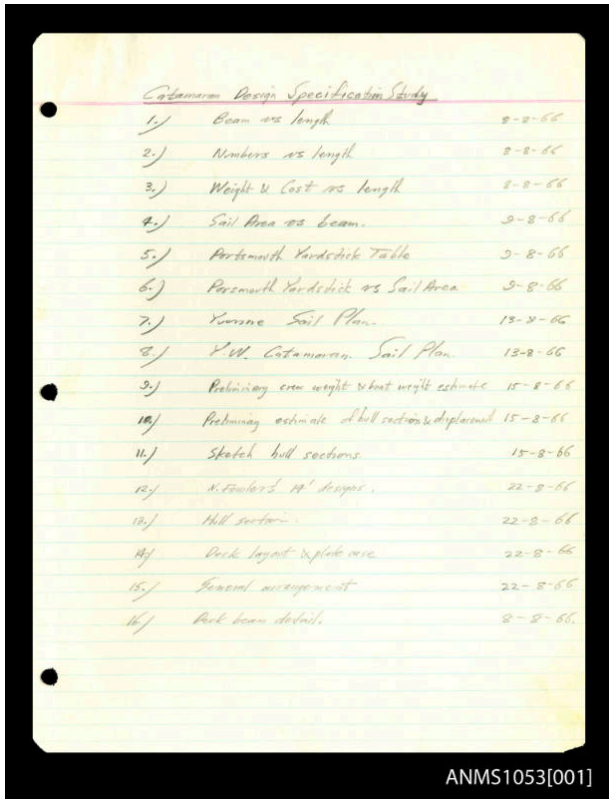 Catamaran Design Specification Study
1.) Beam vs length 8-8-66
2.) Numbers vs length 8-8-66
3.) Weight & Cost vs length 8-8-66
4.) Sail Area vs beam. 9-8-66
5.) Portsmouth Yardstick Table 9-8-66
6.) Porsmouth Yardstick vs Sail Area 9-8-66
7.) Yvonne Sail Plan. 13-8-66
8.) Y.W. Catamaran Sail Plan. 13-8-66
9.) Preliminary crew weight & boat weight estimate 15-8-66
10.) Preliminary estimate of hull section & displacement 15-8-66
11.) Sketch hull sections. 15-8-66
12.) 14' designs. 22-8-66
13.) Hull 22-8-66
14) Deck layout & plate case 22-8-66
15.) General arrangement 22-8-66
16.) Deck beam detail. 8-8-66.
ANMS1053[001]